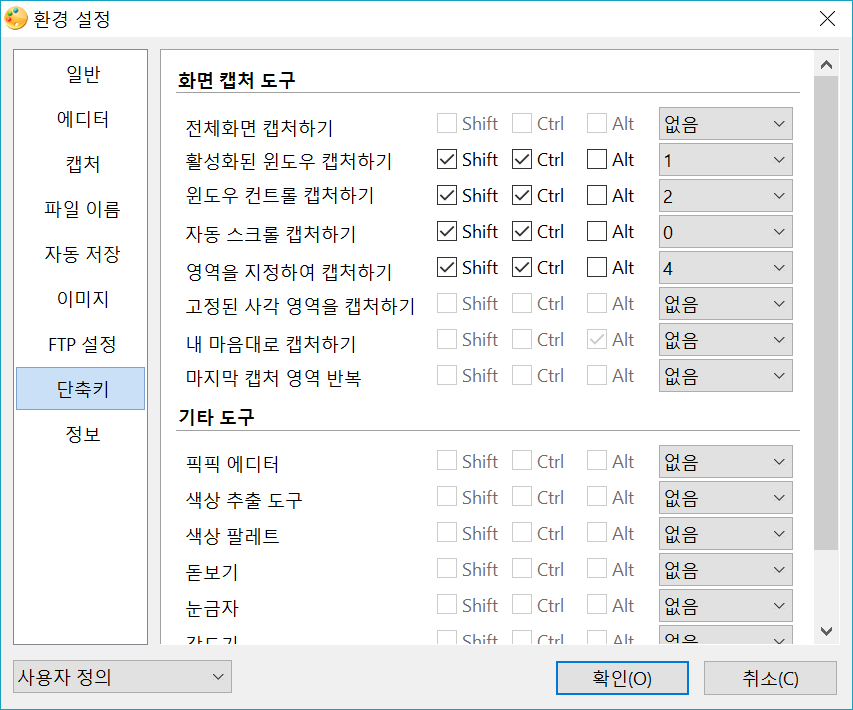 환경 설정
일반
에디터
캡처
파일 이름
자동 저장
이미지
FTP 설정
단축키
정보
화면 캡처 도구
전체화면 캡처하기 Shift Ctrl Alt 없음
활성화된 윈도우 캡처하기 Shift Ctrl Alt 1
윈도우 컨트롤 캡처하기 Shift Ctrl Alt 2
자동 스크롤 캡처하기 Shift Ctrl Alt 0
영역을 지정하여 캡처하기 Shift Ctrl Alt 4
고정된 사각 영역을 캡처하기 Shift Ctrl Alt 없음
내 마음대로 캡처하기 Shift Ctrl Alt 없음
마지막 캡처 영역 반복 Shift Ctrl Alt 없음
기타 도구
픽픽 에디터 Shift Ctrl Alt 없음
색상 추출 도구 Shift Ctrl Alt 없음
색상 팔레트 Shift Ctrl Alt 없음
돋보기 Shift Ctrl Alt 없음
눈금자 Shift Ctrl Alt 없음
각도기 Shift Ctrl Alt 없음
사용자 정의
확인(O) 취소(C)